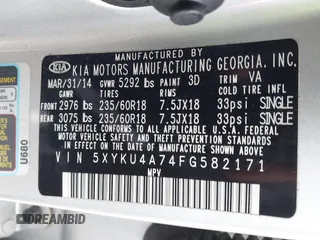 KIA KIA MOTORS MANUFACTURING GEORGIA, INC.
MAR/31/14 GVWR 5292 lbs PAINT 3D TRIM VA
GAWR TIRES RIMS COLD TIRE INFL
FRONT 2976 lbs 235/60R18 7.5JX18 33psi SINGLE
REAR 3075 lbs 235/60R18 7.5JX18 33psi SINGLE
THIS VEHICLE CONFORMS TO ALL APPLICABLE FEDERAL
MOTOR VEHICLE SAFETY AND THEFT PREVENTION STANDARDS
IN EFFECT ON THE DATE OF MANUFACTURE SHOWN ABOVE.
VIN 5XYKU4A74FG582171
MPV
U680
AutoBidMaster